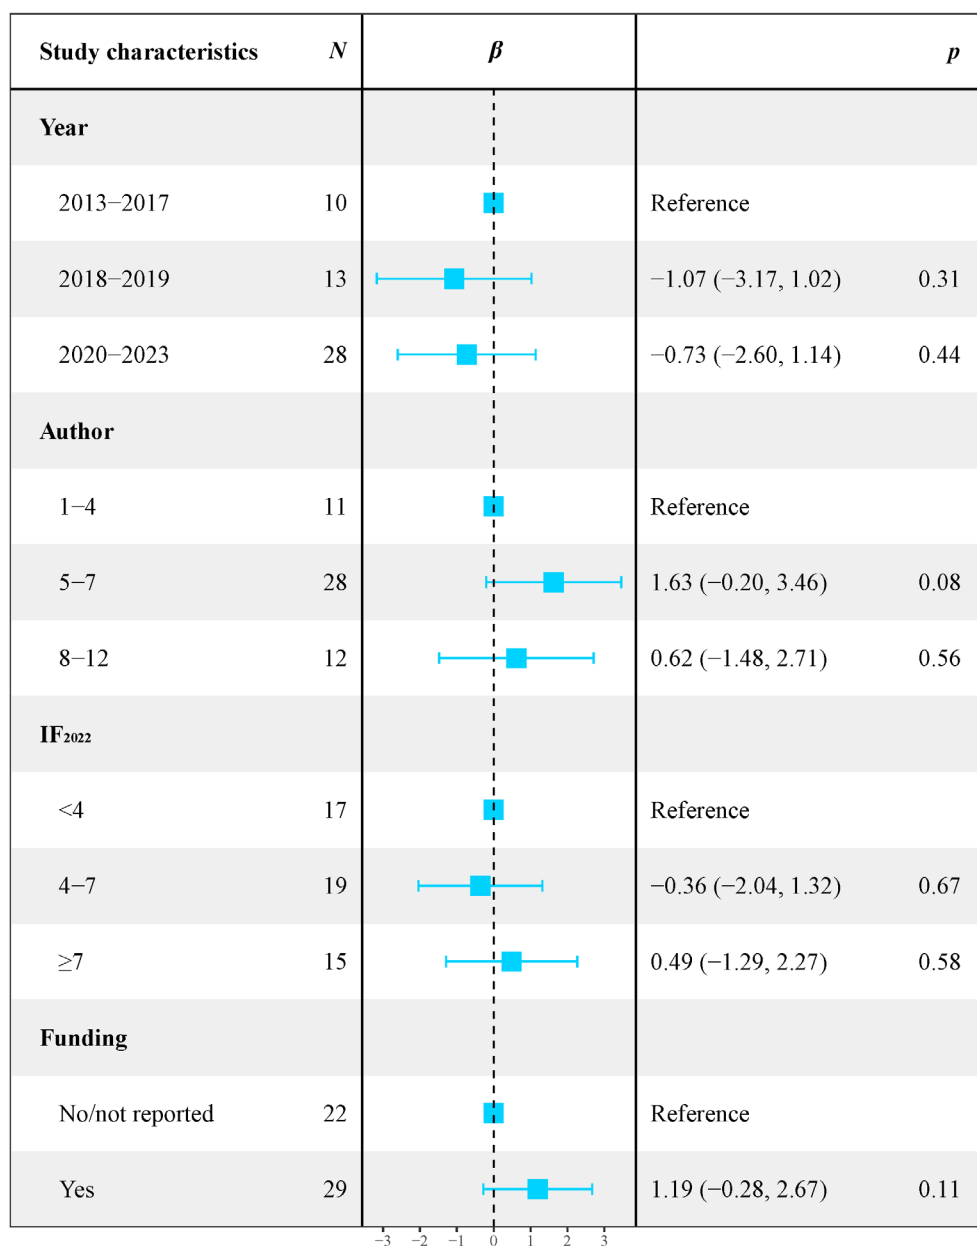 Study characteristics N β p
Year
2013−2017 10 Reference
2018−2019 13 −1.07 (−3.17, 1.02) 0.31
2020−2023 28 −0.73 (−2.60, 1.14) 0.44
Author
1−4 11 Reference
5−7 28 1.63 (−0.20, 3.46) 0.08
8−12 12 0.62 (−1.48, 2.71) 0.56
IF₂₀₂₂
<4 17 Reference
4−7 19 −0.36 (−2.04, 1.32) 0.67
≥7 15 0.49 (−1.29, 2.27) 0.58
Funding
No/not reported 22 Reference
Yes 29 1.19 (−0.28, 2.67) 0.11
−3 −2 −1 0 1 2 3